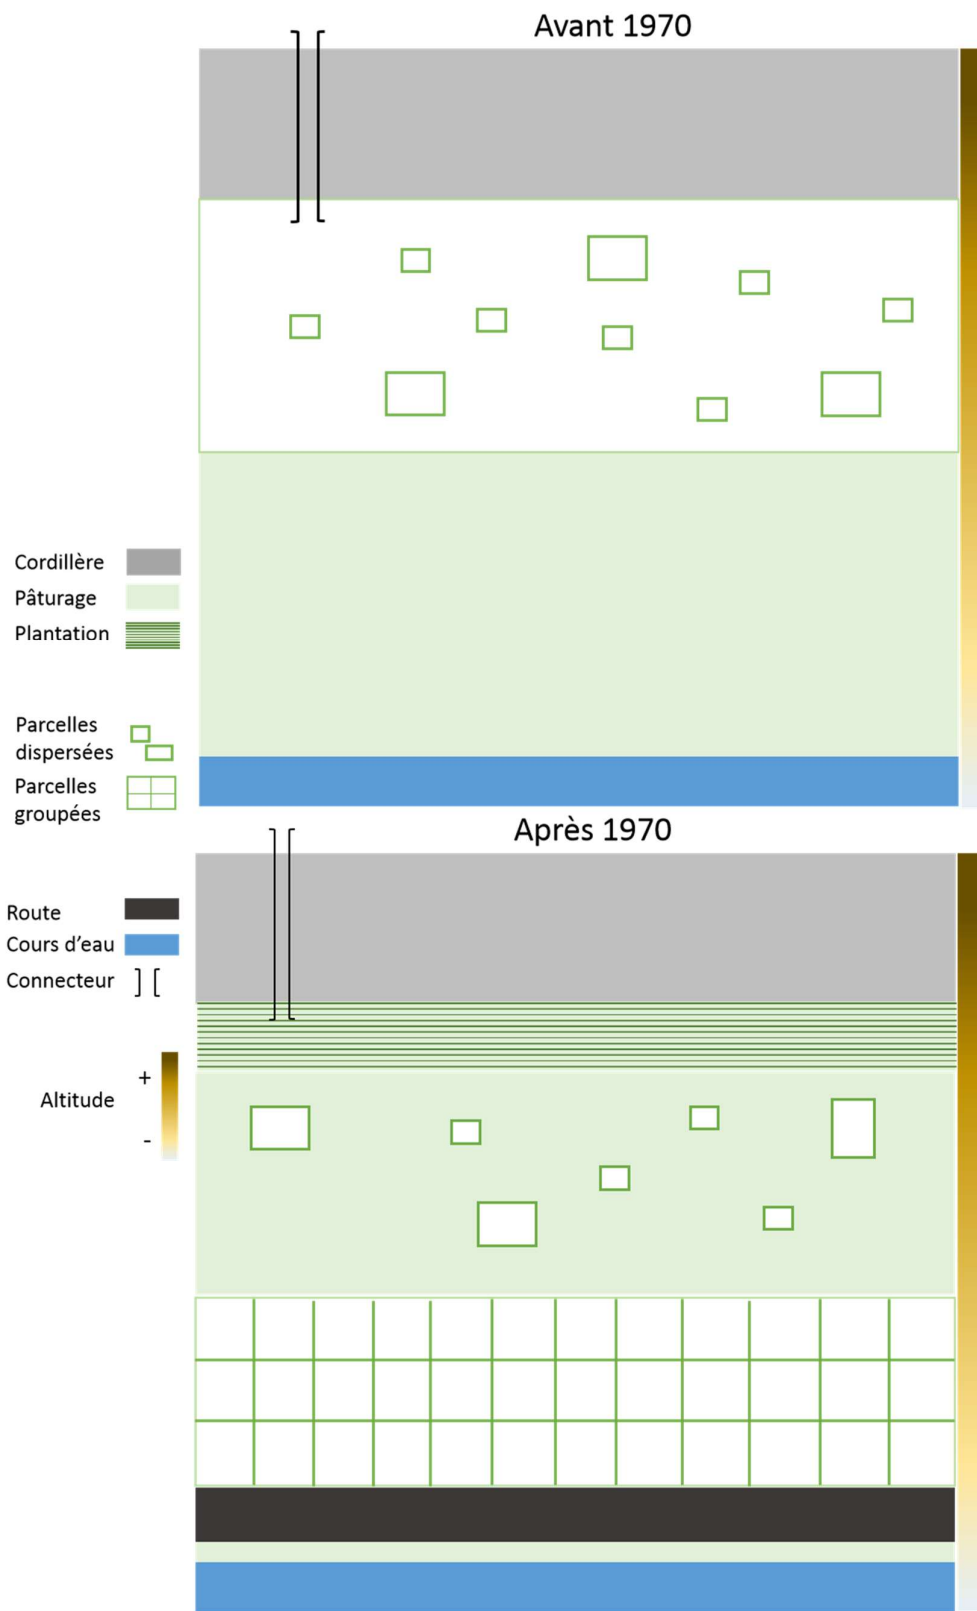 Avant 1970
Cordillère
Pâturage
Plantation
Parcelles
dispersées
Parcelles
groupées
Après 1970
Route
Cours d'eau
Connecteur
+
Altitude
-